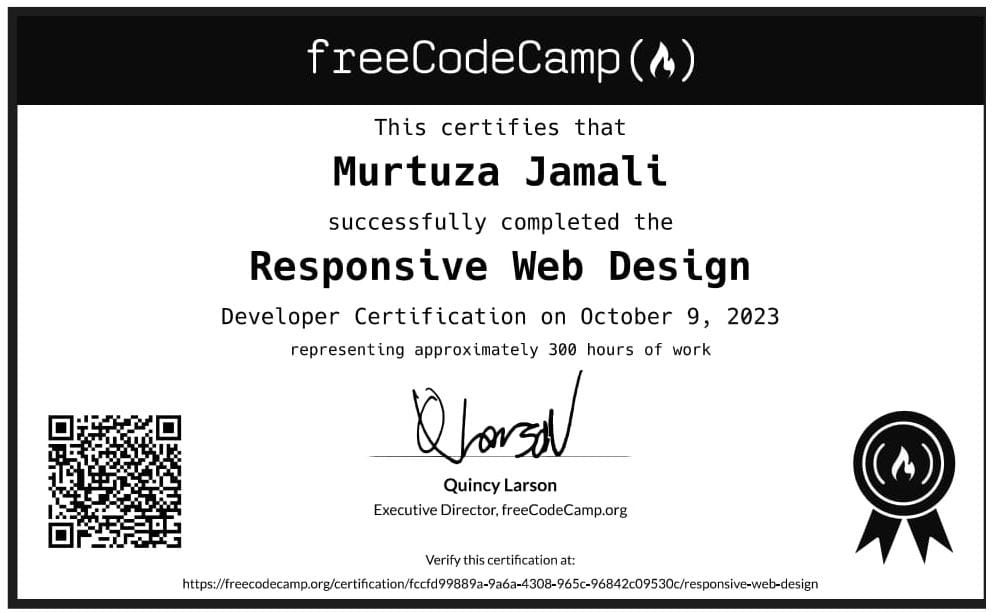 freeCodeCamp
This certifies that
Murtuza Jamali
successfully completed the
Responsive Web Design
Developer Certification on October 9, 2023
representing approximately 300 hours of work
Q Larson
Quincy Larson
Executive Director, freeCodeCamp.org
Verify this certification at:
https://freecodecamp.org/certification/fccfd99889a-9a6a-4308-965c-96842c09530c/responsive-web-design